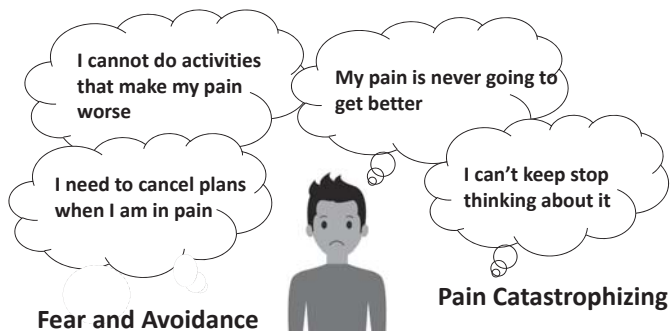 I cannot do activities
that make my pain
worse
My pain is never going to
get better
I need to cancel plans
when I am in pain
I can’t keep stop
thinking about it
Fear and Avoidance
Pain Catastrophizing